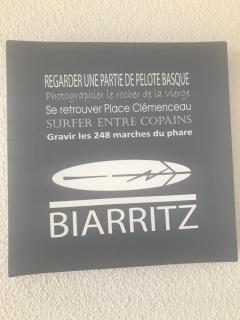 REGARDER UNE PARTIE DE PELOTE BASQUE
Photographier le rocher de la Vierge
Se retrouver Place Clémenceau
SURFER ENTRE COPAINS
Gravir les 248 marches du phare
BIARRITZ